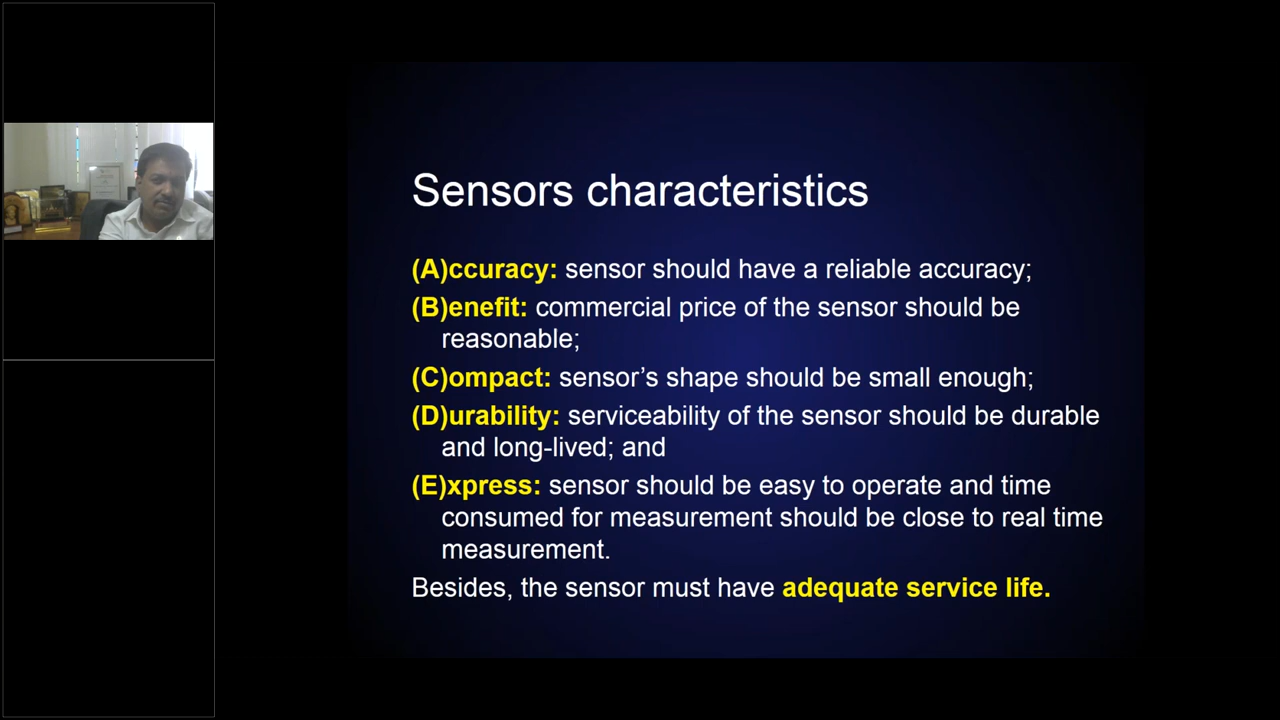 Sensors characteristics
(A)ccuracy: sensor should have a reliable accuracy;
(B)enefit: commercial price of the sensor should be
reasonable;
(C)ompact: sensor’s shape should be small enough;
(D)urability: serviceability of the sensor should be durable
and long-lived; and
(E)xpress: sensor should be easy to operate and time
consumed for measurement should be close to real time
measurement.
Besides, the sensor must have adequate service life.